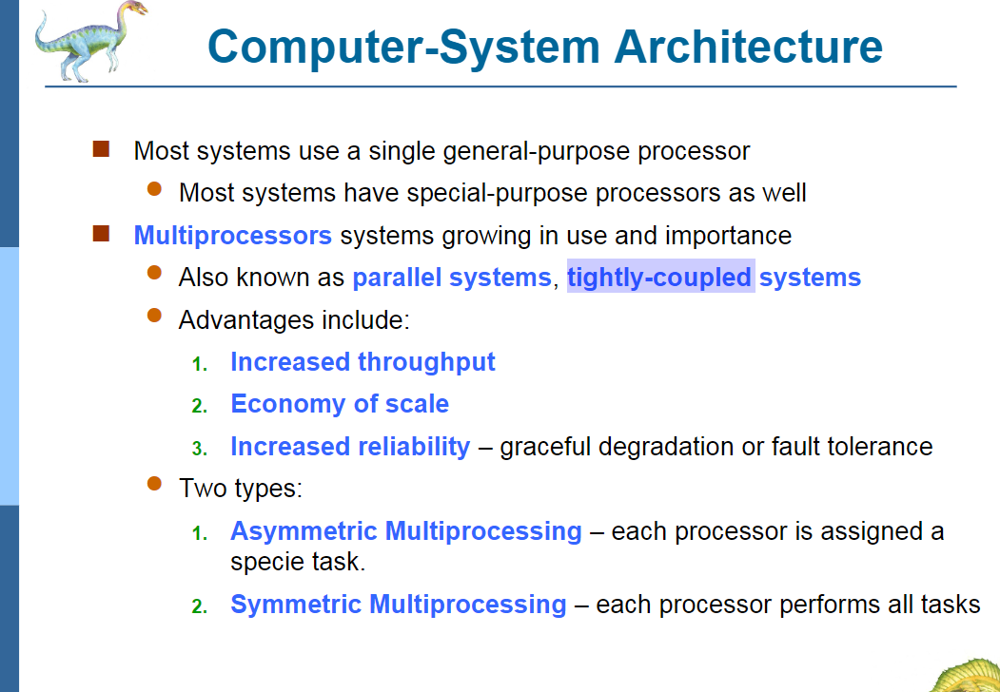 Computer-System Architecture
Most systems use a single general-purpose processor
Most systems have special-purpose processors as well
Multiprocessors systems growing in use and importance
Also known as parallel systems, tightly-coupled systems
Advantages include:
1. Increased throughput
2. Economy of scale
3. Increased reliability – graceful degradation or fault tolerance
Two types:
1. Asymmetric Multiprocessing – each processor is assigned a
specie task.
2. Symmetric Multiprocessing – each processor performs all tasks